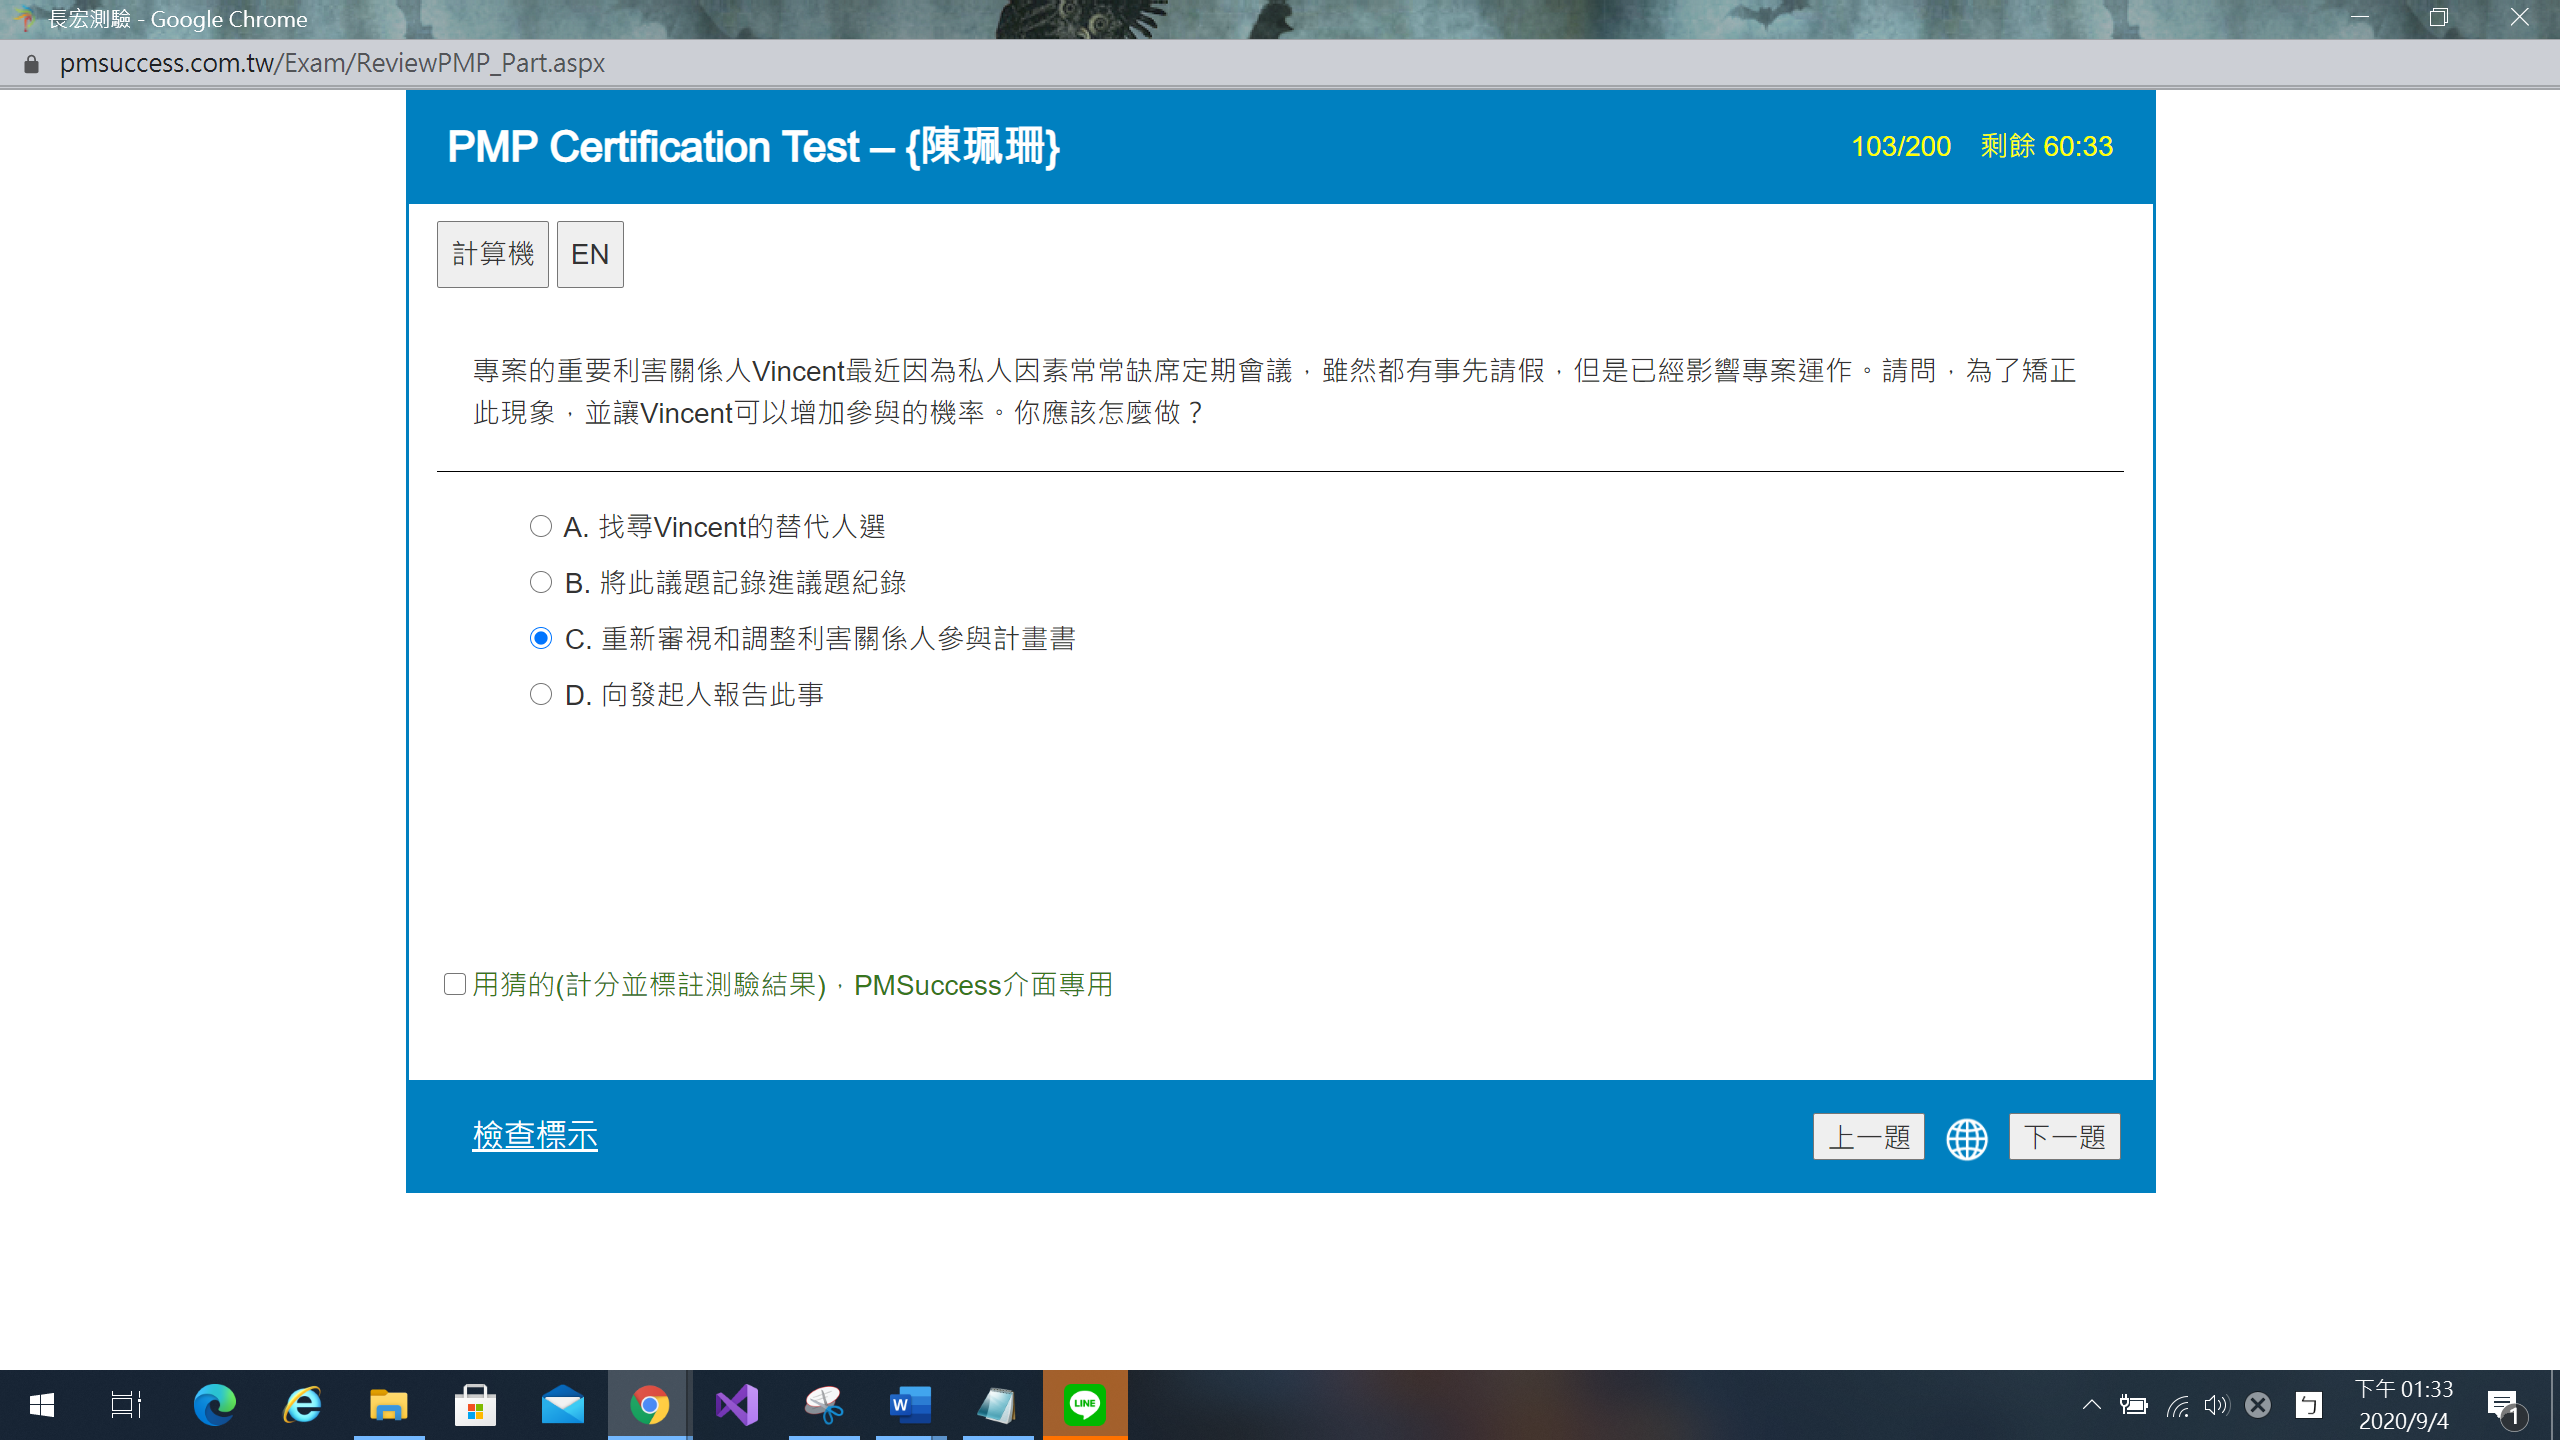 長宏測驗 - Google Chrome
pmsuccess.com.tw/Exam/ReviewPMP_Part.aspx
PMP Certification Test – {陳珮珊}
103/200 剩餘 60:33
計算機 EN
專案的重要利害關係人Vincent最近因為私人因素常常缺席定期會議，雖然都有事先請假，但是已經影響專案運作。請問，為了矯正
此現象，並讓Vincent可以增加參與的機率。你應該怎麼做？
A. 找尋Vincent的替代人選
B. 將此議題記錄進議題紀錄
C. 重新審視和調整利害關係人參與計畫書
D. 向發起人報告此事
用猜的(計分並標註測驗結果)，PMSuccess介面專用
檢查標示
上一題 下一題
LINE
ㄅ
下午 01:33
2020/9/4
1